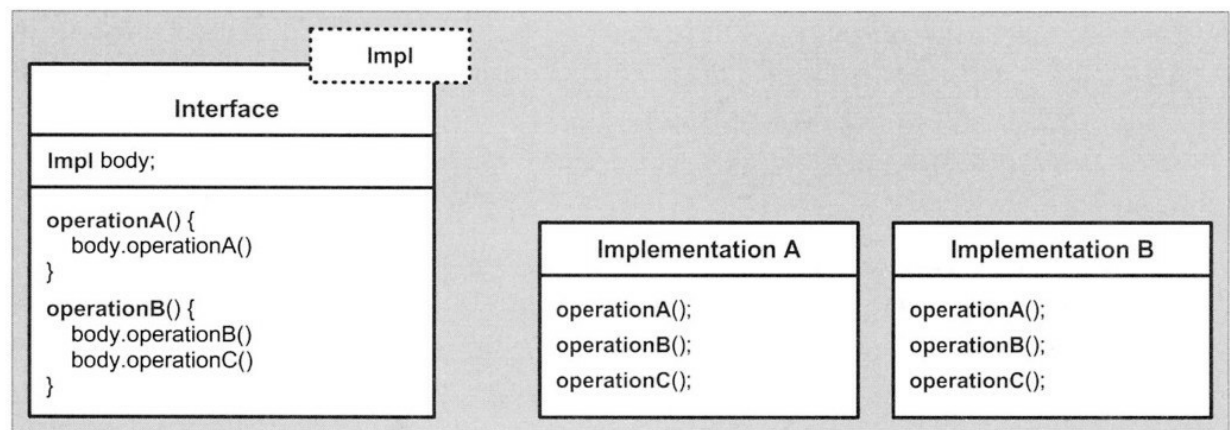 Impl
Interface
Impl body;
operationA() {
body.operationA()
}
operationB() {
body.operationB()
body.operationC()
}
Implementation A
operationA();
operationB();
operationC();
Implementation B
operationA();
operationB();
operationC();